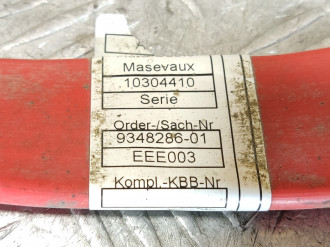 Masevaux
10304410
Serie
Order-/Sach-Nr
9348286-01
EEE003
Kompl.-KBB-Nr